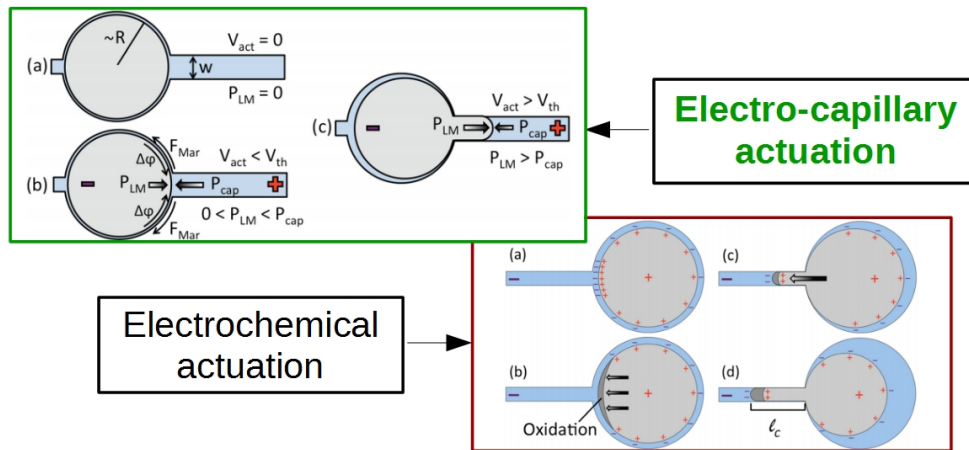 ~R
V_act = 0
(a)
w
P_LM = 0
(b)
Δφ
F_Mar
V_act < V_th
P_LM
P_cap
Δφ
F_Mar
0 < P_LM < P_cap
(c)
V_act > V_th
P_LM
P_cap
P_LM > P_cap
Electro-capillary
actuation
Electrochemical
actuation
(a)
(b)
Oxidation
(c)
(d)
ℓ_c